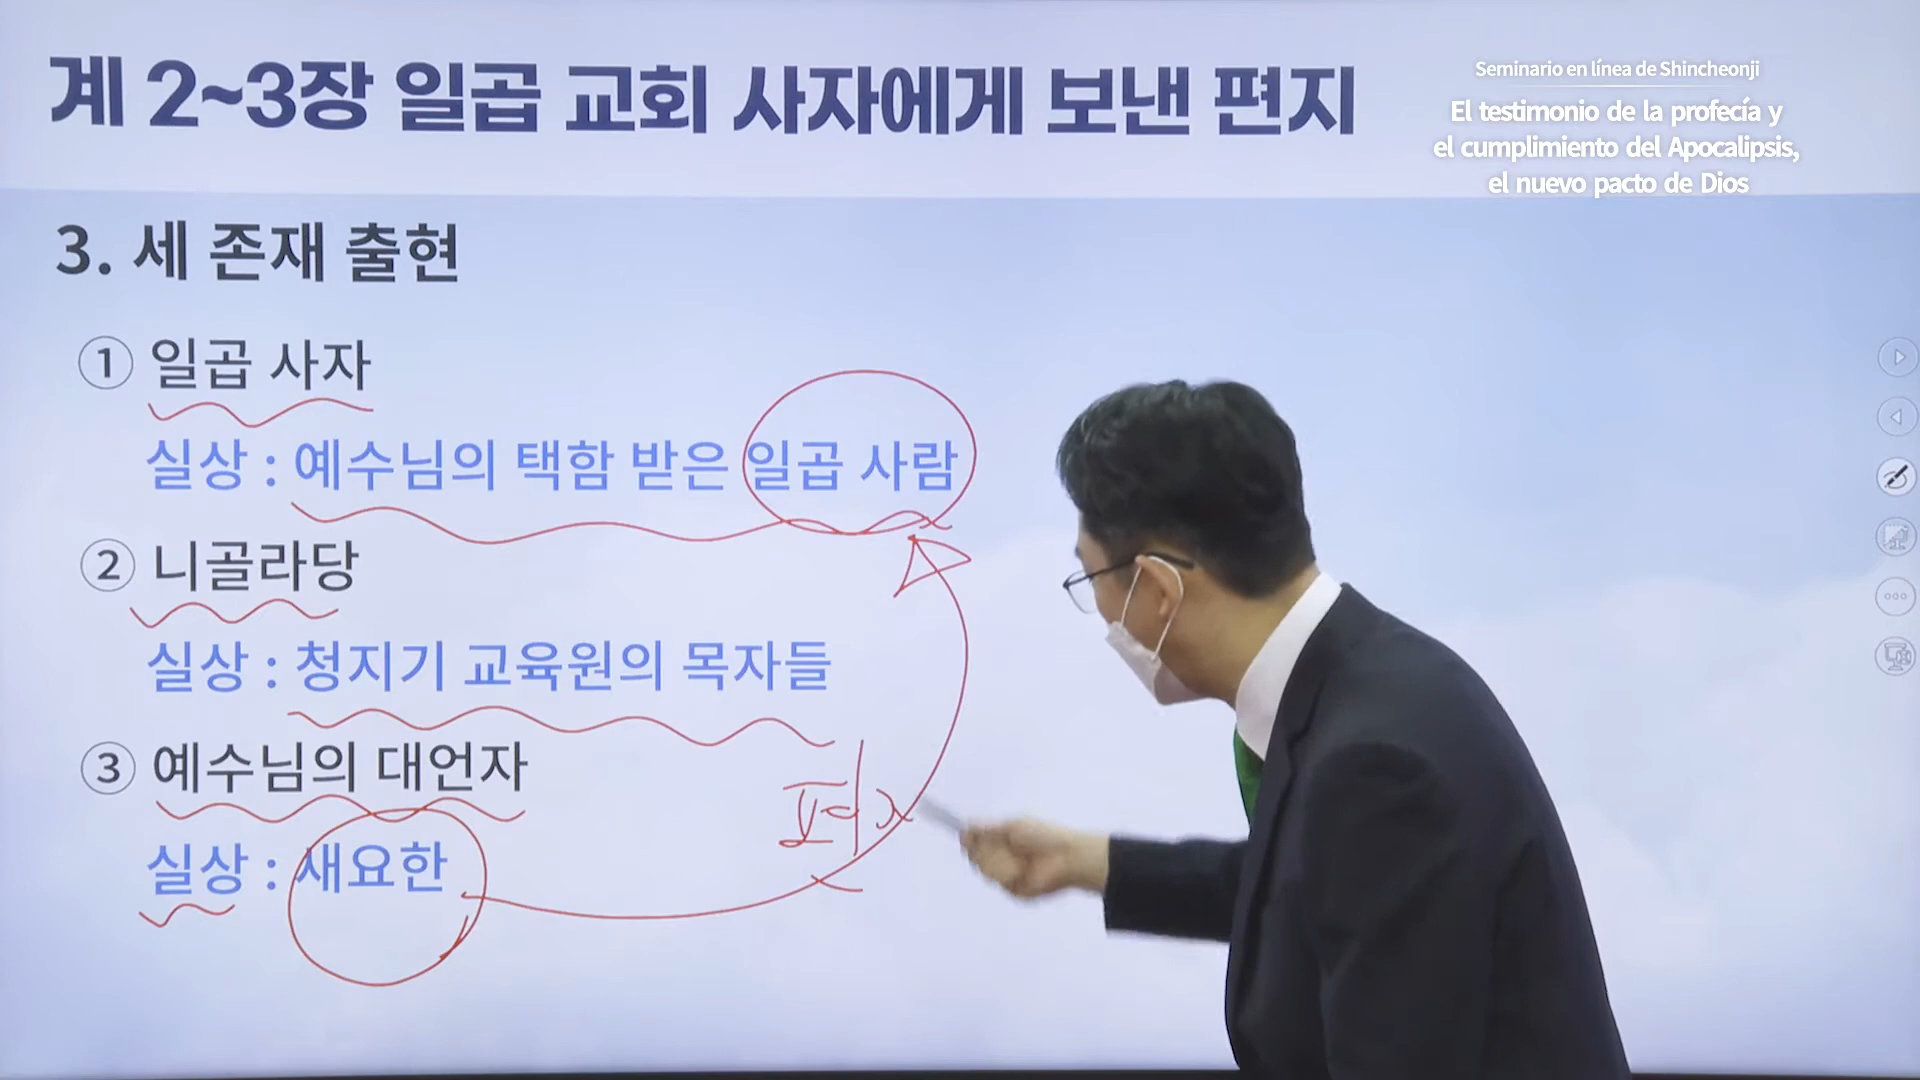 계 2~3장 일곱 교회 사자에게 보낸 편지
Seminario en línea de Shincheonji
El testimonio de la profecía y
el cumplimiento del Apocalipsis,
el nuevo pacto de Dios
3. 세 존재 출현
① 일곱 사자
실상 : 예수님의 택함 받은 일곱 사람
② 니골라당
실상 : 청지기 교육원의 목자들
③ 예수님의 대언자
실상 : 새요한
편지